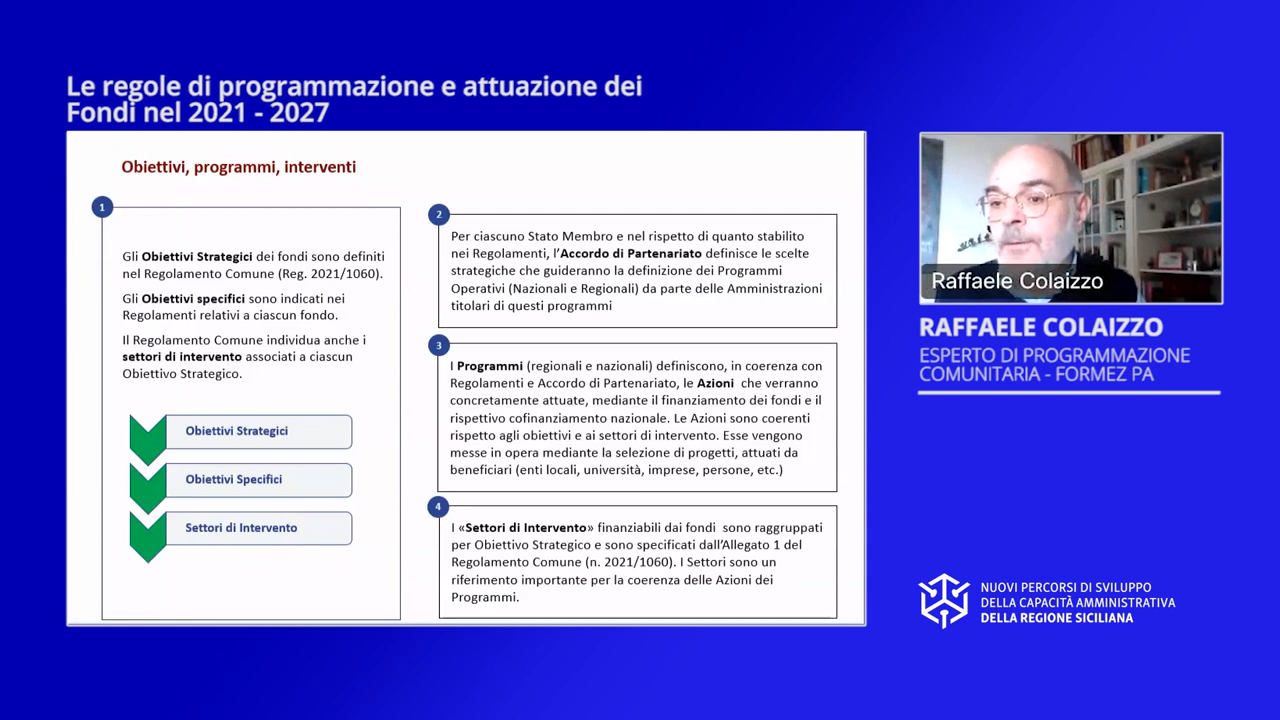 Le regole di programmazione e attuazione dei
Fondi nel 2021 - 2027
Obiettivi, programmi, interventi
1
Gli Obiettivi Strategici dei fondi sono definiti
nel Regolamento Comune (Reg. 2021/1060).
Gli Obiettivi specifici sono indicati nei
Regolamenti relativi a ciascun fondo.
Il Regolamento Comune individua anche i
settori di intervento associati a ciascun
Obiettivo Strategico.
Obiettivi Strategici
Obiettivi Specifici
Settori di Intervento
2
Per ciascuno Stato Membro e nel rispetto di quanto stabilito
nei Regolamenti, l'Accordo di Partenariato definisce le scelte
strategiche che guideranno la definizione dei Programmi
Operativi (Nazionali e Regionali) da parte delle Amministrazioni
titolari di questi programmi
3
I Programmi (regionali e nazionali) definiscono, in coerenza con
Regolamenti e Accordo di Partenariato, le Azioni che verranno
concretamente attuate, mediante il finanziamento dei fondi e il
rispettivo cofinanziamento nazionale. Le Azioni sono coerenti
rispetto agli obiettivi e ai settori di intervento. Esse vengono
messe in opera mediante la selezione di progetti, attuati da
beneficiari (enti locali, università, imprese, persone, etc.)
4
I «Settori di Intervento» finanziabili dai fondi sono raggruppati
per Obiettivo Strategico e sono specificati dall'Allegato 1 del
Regolamento Comune (n. 2021/1060). I Settori sono un
riferimento importante per la coerenza delle Azioni dei
Programmi.
Raffaele Colaizzo
RAFFAELE COLAIZZO
ESPERTO DI PROGRAMMAZIONE
COMUNITARIA - FORMEZ PA
NUOVI PERCORSI DI SVILUPPO
DELLA CAPACITÀ AMMINISTRATIVA
DELLA REGIONE SICILIANA